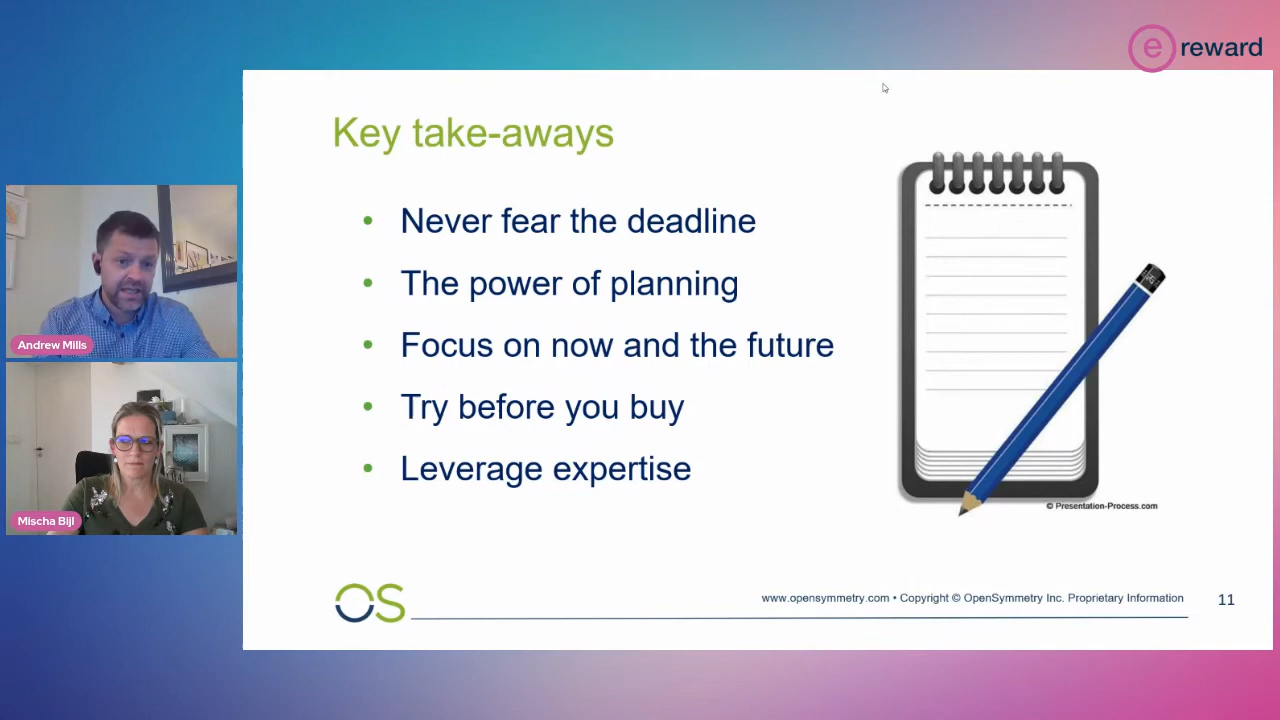 e reward
Key take-aways
• Never fear the deadline
• The power of planning
• Focus on now and the future
• Try before you buy
• Leverage expertise
Andrew Mills
Mischa Bijl
© Presentation-Process.com
OS
www.opensymmetry.com • Copyright © OpenSymmetry Inc. Proprietary Information
11